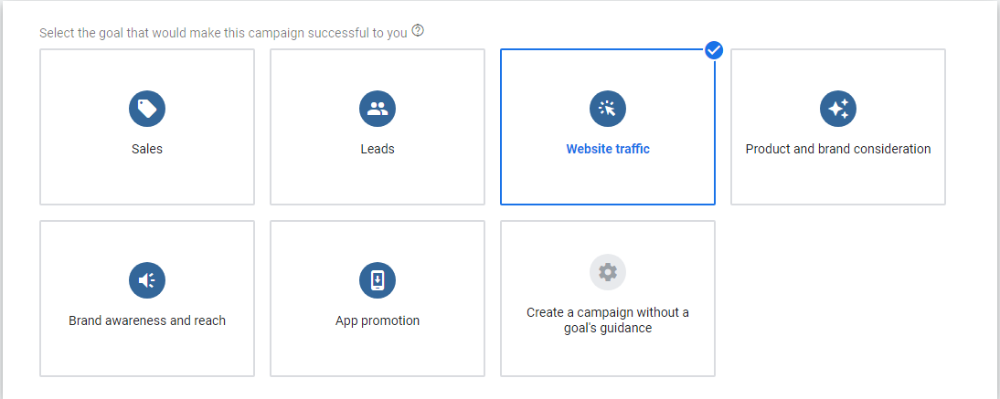 Select the goal that would make this campaign successful to you
Sales
Leads
Website traffic
Product and brand consideration
Brand awareness and reach
App promotion
Create a campaign without a
goal's guidance